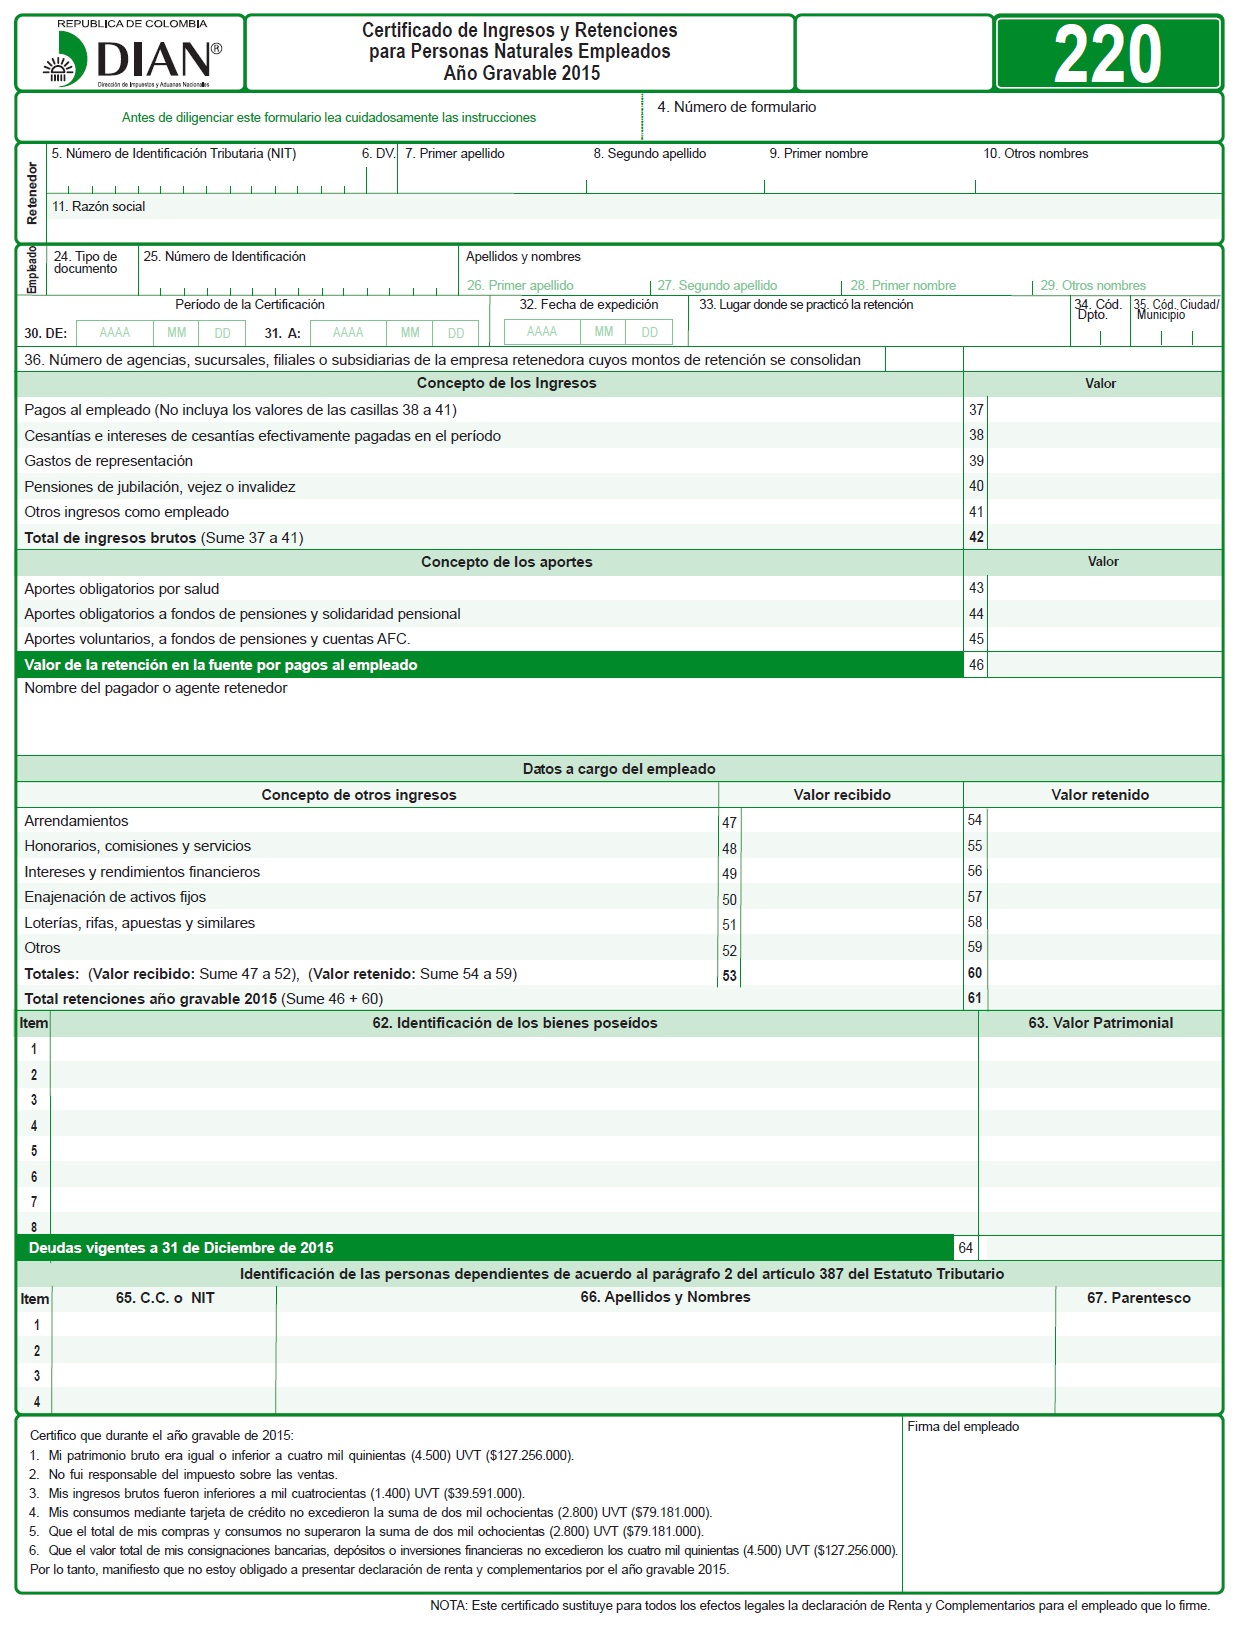 REPUBLICA DE COLOMBIA
DIAN®
Dirección de Impuestos y Aduanas Nacionales
Certificado de Ingresos y Retenciones
para Personas Naturales Empleados
Año Gravable 2015
220
Antes de diligenciar este formulario lea cuidadosamente las instrucciones
4. Número de formulario
Retenedor
5. Número de Identificación Tributaria (NIT) 6. DV. 7. Primer apellido 8. Segundo apellido 9. Primer nombre 10. Otros nombres
11. Razón social
Empleado
24. Tipo de documento 25. Número de Identificación Apellidos y nombres
26. Primer apellido 27. Segundo apellido 28. Primer nombre 29. Otros nombres
Período de la Certificación 32. Fecha de expedición 33. Lugar donde se practicó la retención 34. Cód. Dpto. 35. Cód. Ciudad/ Municipio
30. DE: AAAA MM DD 31. A: AAAA MM DD AAAA MM DD
36. Número de agencias, sucursales, filiales o subsidiarias de la empresa retenedora cuyos montos de retención se consolidan
Concepto de los Ingresos Valor
Pagos al empleado (No incluya los valores de las casillas 38 a 41) 37
Cesantías e intereses de cesantías efectivamente pagadas en el período 38
Gastos de representación 39
Pensiones de jubilación, vejez o invalidez 40
Otros ingresos como empleado 41
Total de ingresos brutos (Sume 37 a 41) 42
Concepto de los aportes Valor
Aportes obligatorios por salud 43
Aportes obligatorios a fondos de pensiones y solidaridad pensional 44
Aportes voluntarios, a fondos de pensiones y cuentas AFC. 45
Valor de la retención en la fuente por pagos al empleado 46
Nombre del pagador o agente retenedor
Datos a cargo del empleado
Concepto de otros ingresos Valor recibido Valor retenido
Arrendamientos 47 54
Honorarios, comisiones y servicios 48 55
Intereses y rendimientos financieros 49 56
Enajenación de activos fijos 50 57
Loterías, rifas, apuestas y similares 51 58
Otros 52 59
Totales: (Valor recibido: Sume 47 a 52), (Valor retenido: Sume 54 a 59) 53 60
Total retenciones año gravable 2015 (Sume 46 + 60) 61
Item 62. Identificación de los bienes poseídos 63. Valor Patrimonial
1
2
3
4
5
6
7
8
Deudas vigentes a 31 de Diciembre de 2015 64
Identificación de las personas dependientes de acuerdo al parágrafo 2 del artículo 387 del Estatuto Tributario
Item 65. C.C. o NIT 66. Apellidos y Nombres 67. Parentesco
1
2
3
4
Certifico que durante el año gravable de 2015:
1. Mi patrimonio bruto era igual o inferior a cuatro mil quinientas (4.500) UVT ($127.256.000).
2. No fui responsable del impuesto sobre las ventas.
3. Mis ingresos brutos fueron inferiores a mil cuatrocientas (1.400) UVT ($39.591.000).
4. Mis consumos mediante tarjeta de crédito no excedieron la suma de dos mil ochocientas (2.800) UVT ($79.181.000).
5. Que el total de mis compras y consumos no superaron la suma de dos mil ochocientas (2.800) UVT ($79.181.000).
6. Que el valor total de mis consignaciones bancarias, depósitos o inversiones financieras no excedieron los cuatro mil quinientas (4.500) UVT ($127.256.000).
Por lo tanto, manifiesto que no estoy obligado a presentar declaración de renta y complementarios por el año gravable 2015.
Firma del empleado
NOTA: Este certificado sustituye para todos los efectos legales la declaración de Renta y Complementarios para el empleado que lo firme.